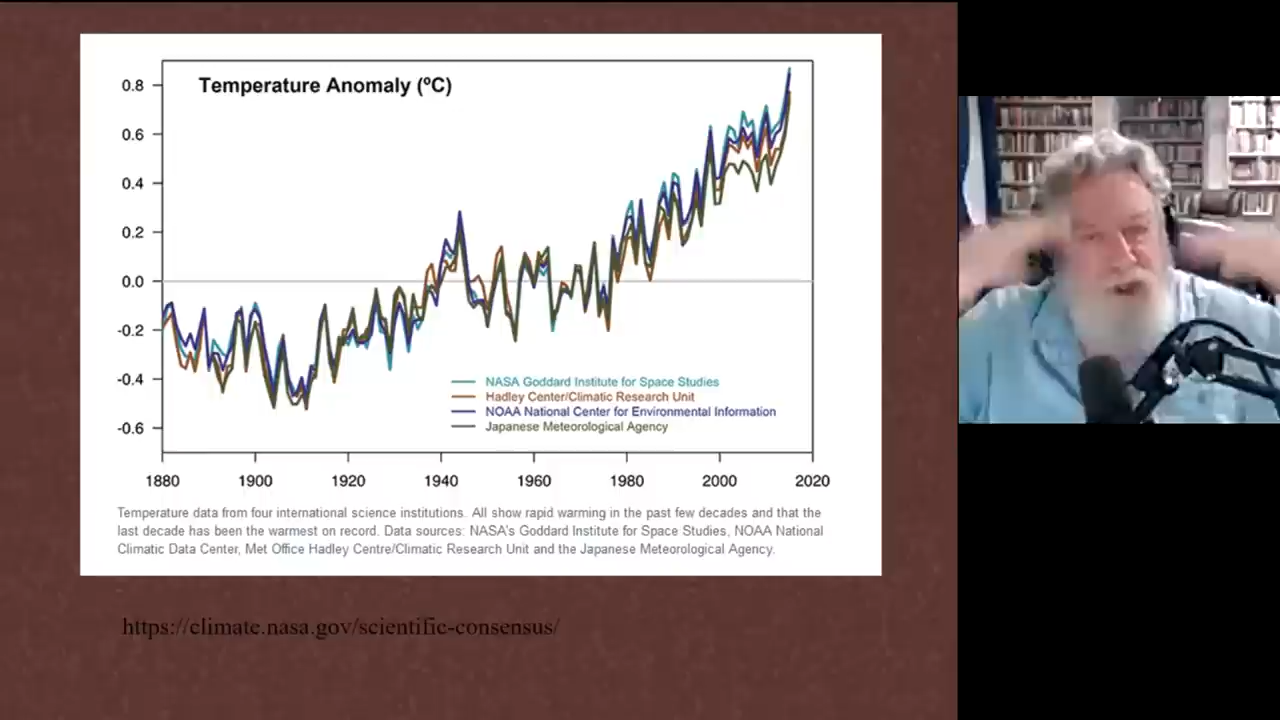 Temperature Anomaly (ºC)
0.8
0.6
0.4
0.2
0.0
-0.2
-0.4
-0.6
NASA Goddard Institute for Space Studies
Hadley Center/Climatic Research Unit
NOAA National Center for Environmental Information
Japanese Meteorological Agency
1880 1900 1920 1940 1960 1980 2000 2020
Temperature data from four international science institutions. All show rapid warming in the past few decades and that the
last decade has been the warmest on record. Data sources: NASA's Goddard Institute for Space Studies, NOAA National
Climatic Data Center, Met Office Hadley Centre/Climatic Research Unit and the Japanese Meteorological Agency.
https://climate.nasa.gov/scientific-consensus/